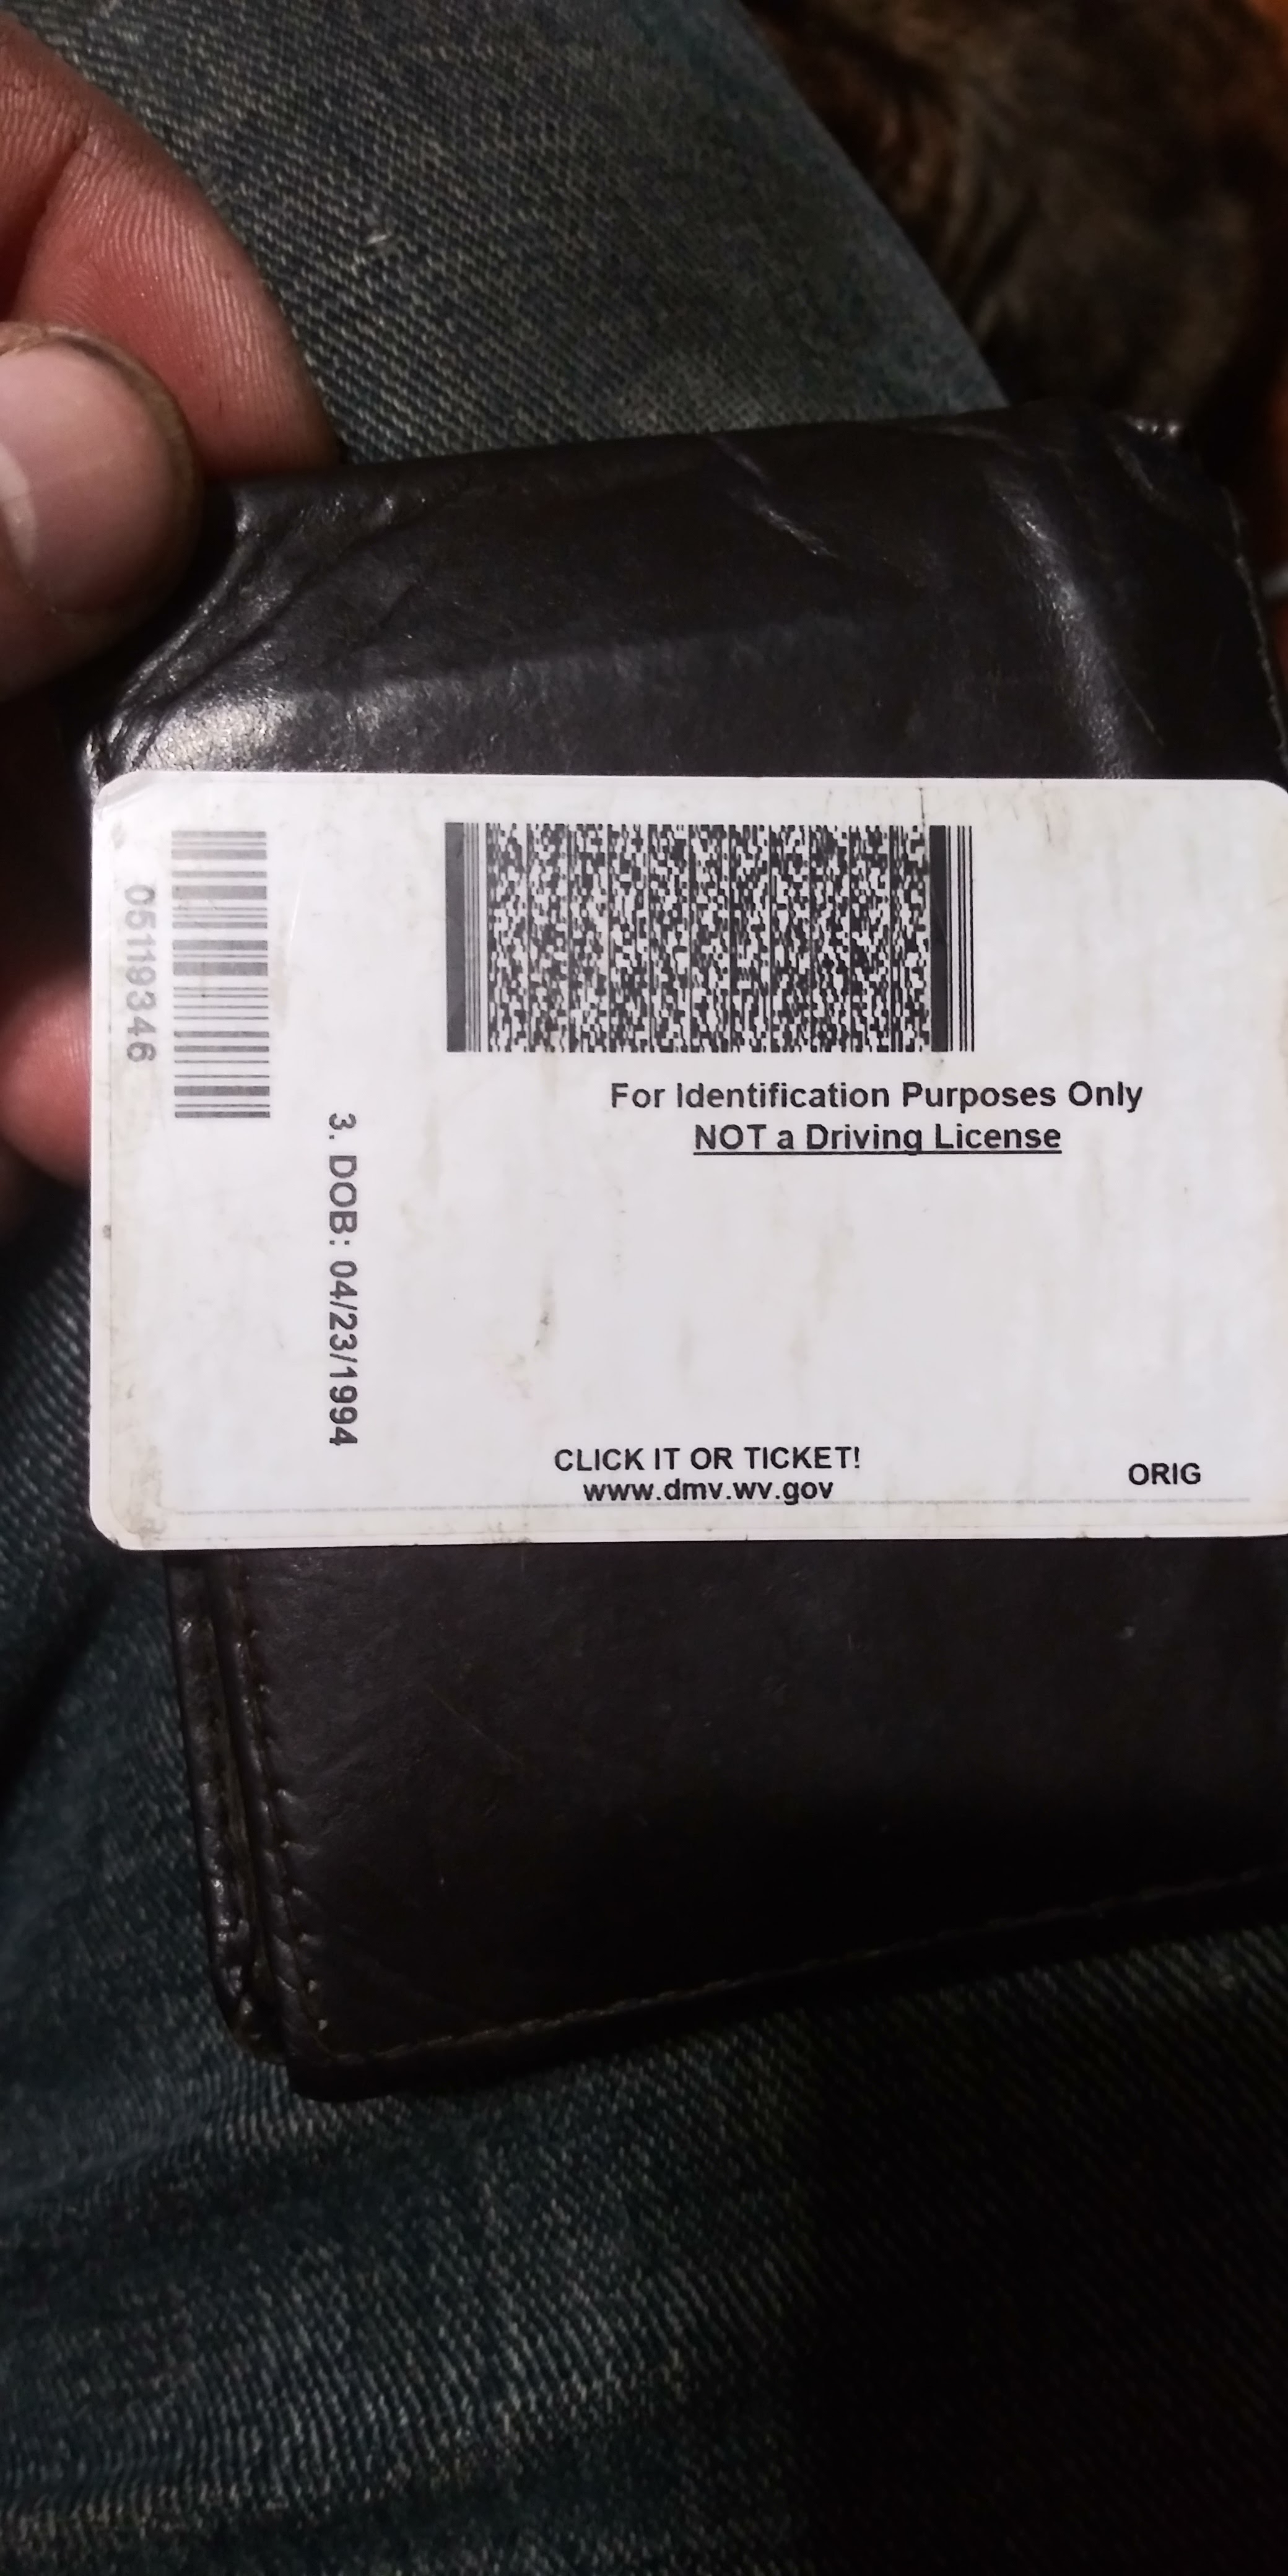 0519346
3. DOB: 04/23/1994
For Identification Purposes Only
NOT a Driving License
CLICK IT OR TICKET!
www.dmv.wv.gov
ORIG